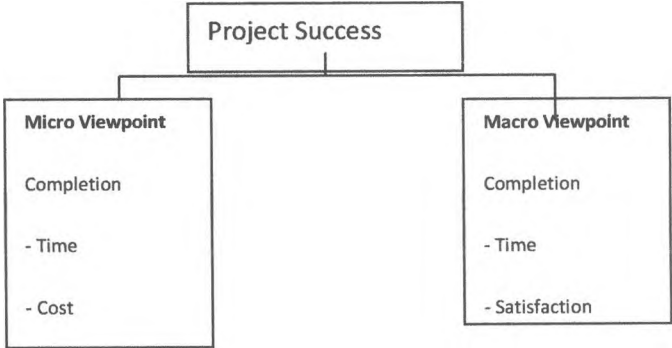 Project Success
Micro Viewpoint
Completion
- Time
- Cost
Macro Viewpoint
Completion
- Time
- Satisfaction